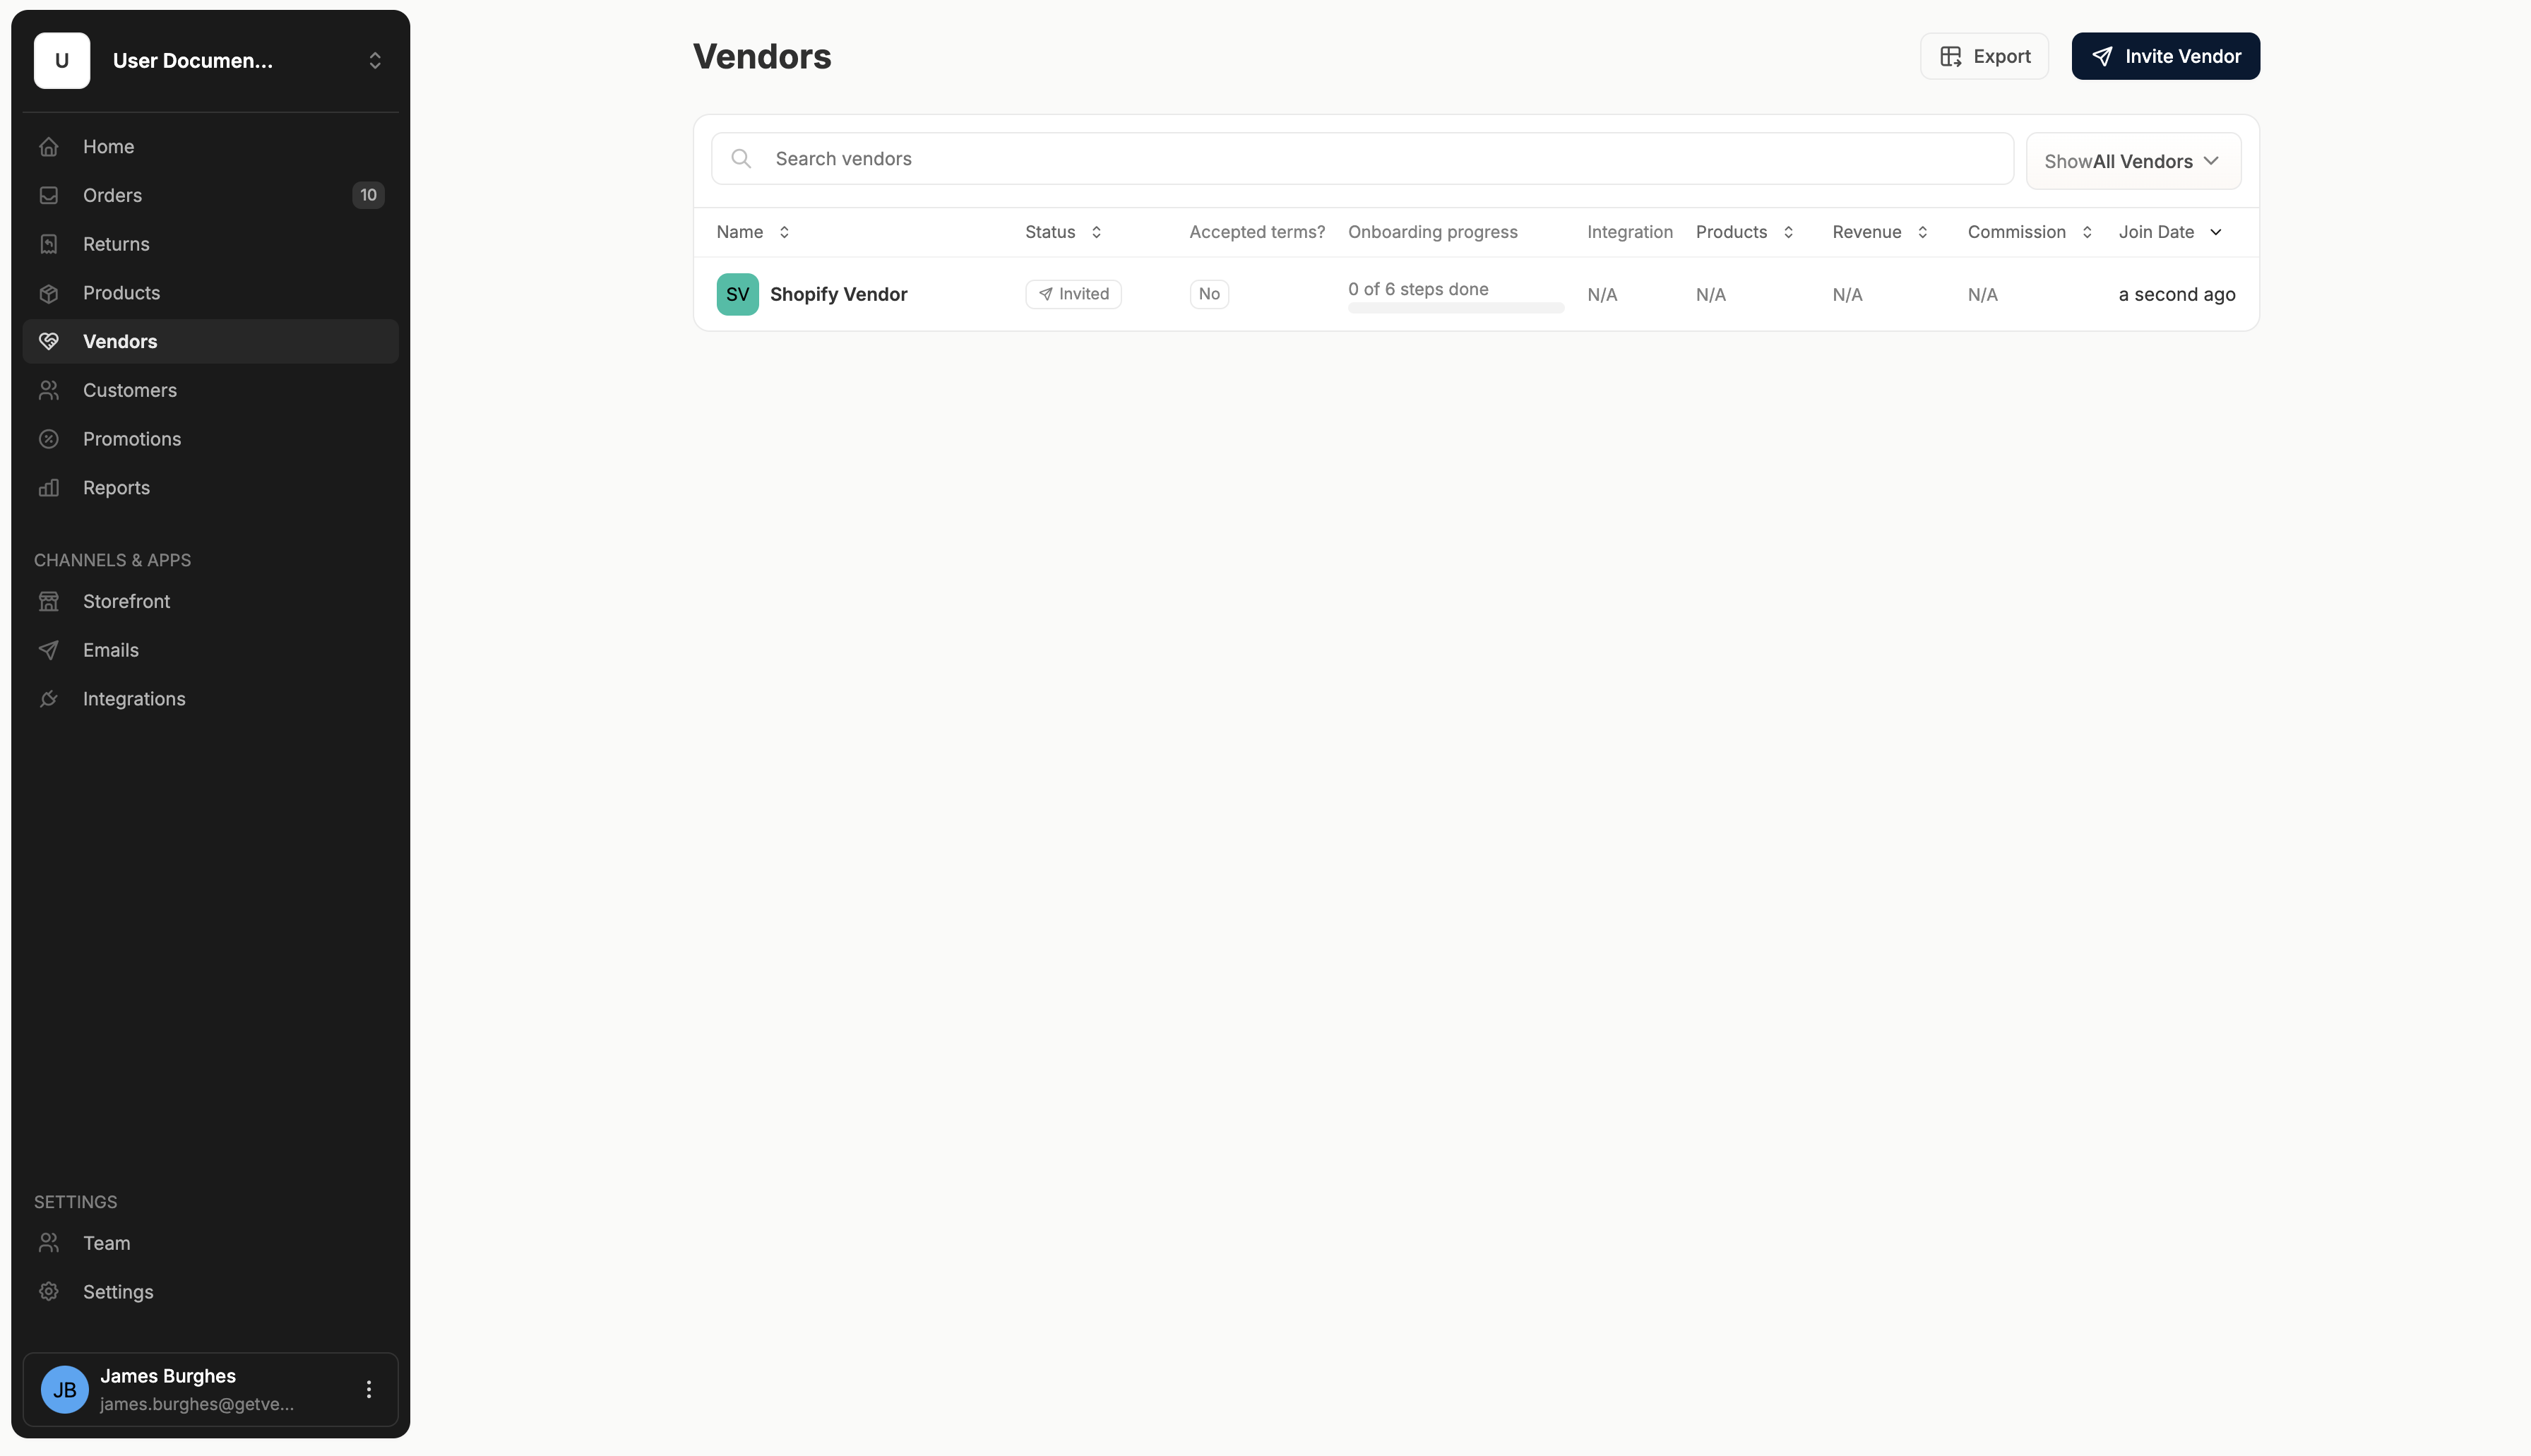 U
User Documen...
Home
Orders 10
Returns
Products
Vendors
Customers
Promotions
Reports
CHANNELS & APPS
Storefront
Emails
Integrations
SETTINGS
Team
Settings
JB
James Burghes
james.burghes@getve...
Vendors
Export
Invite Vendor
Search vendors
Show All Vendors
Name Status Accepted terms? Onboarding progress Integration Products Revenue Commission Join Date
SV Shopify Vendor Invited No 0 of 6 steps done N/A N/A N/A N/A a second ago